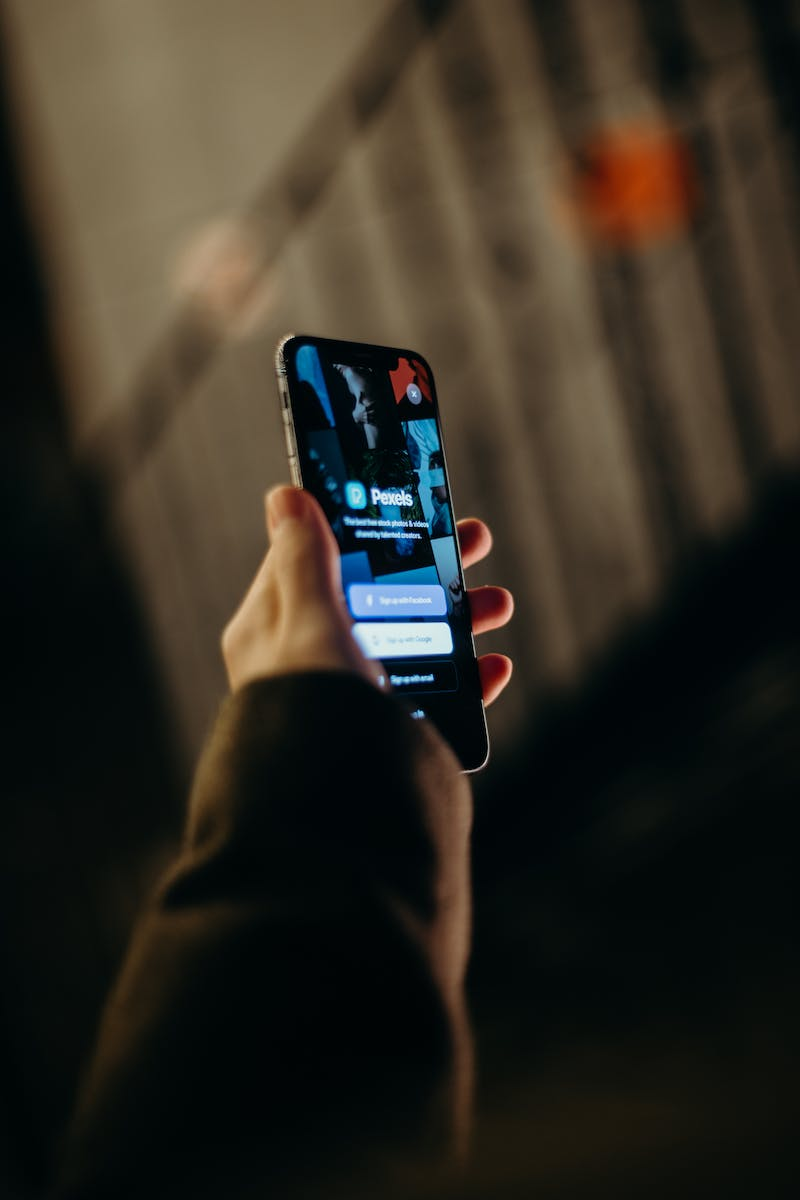 Pexels
The best free stock photos & videos
shared by talented creators.
Sign up with Facebook
Sign up with Google
Sign up with email